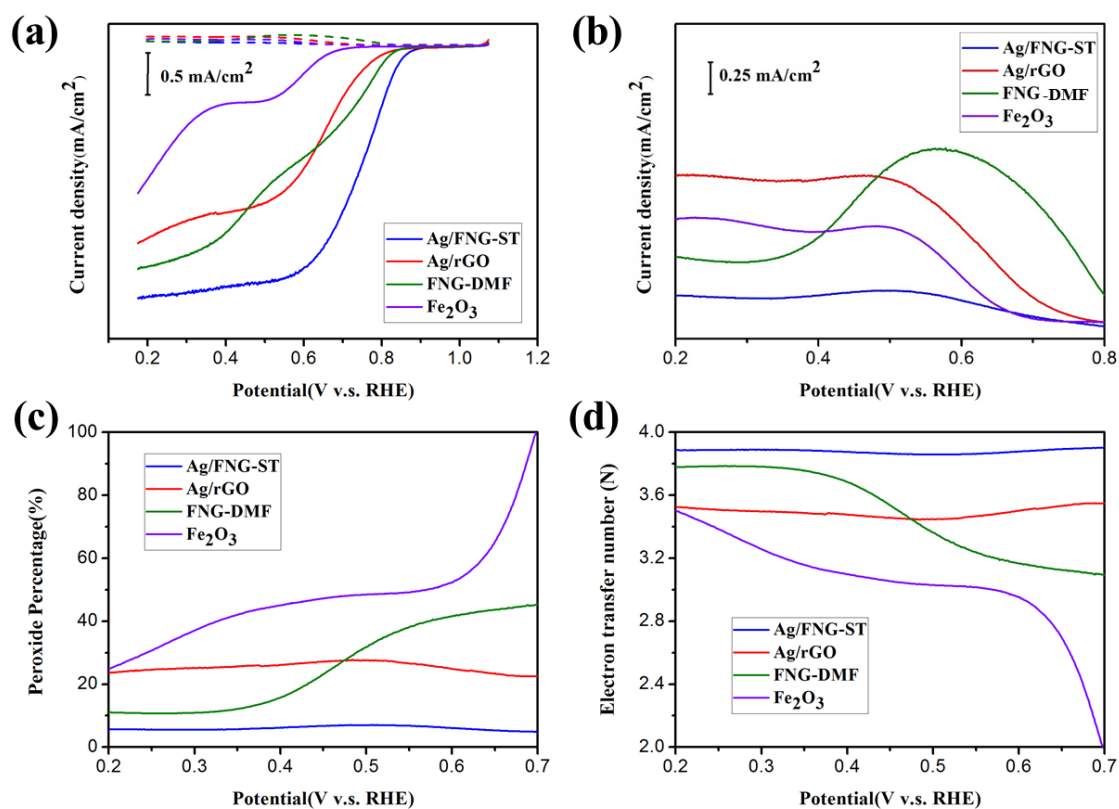 (a)
0.5 mA/cm2
Current density(mA/cm2)
Ag/FNG-ST
Ag/rGO
FNG-DMF
Fe2O3
0.2 0.4 0.6 0.8 1.0 1.2
Potential(V v.s. RHE)
(b)
0.25 mA/cm2
Current density(mA/cm2)
Ag/FNG-ST
Ag/rGO
FNG-DMF
Fe2O3
0.2 0.4 0.6 0.8
Potential(V v.s. RHE)
(c)
100
80
60
40
20
0
Peroxide Percentage(%)
Ag/FNG-ST
Ag/rGO
FNG-DMF
Fe2O3
0.2 0.3 0.4 0.5 0.6 0.7
Potential(V v.s. RHE)
(d)
4.0
3.6
3.2
2.8
2.4
2.0
Electron transfer number (N)
Ag/FNG-ST
Ag/rGO
FNG-DMF
Fe2O3
0.2 0.3 0.4 0.5 0.6 0.7
Potential(V v.s. RHE)